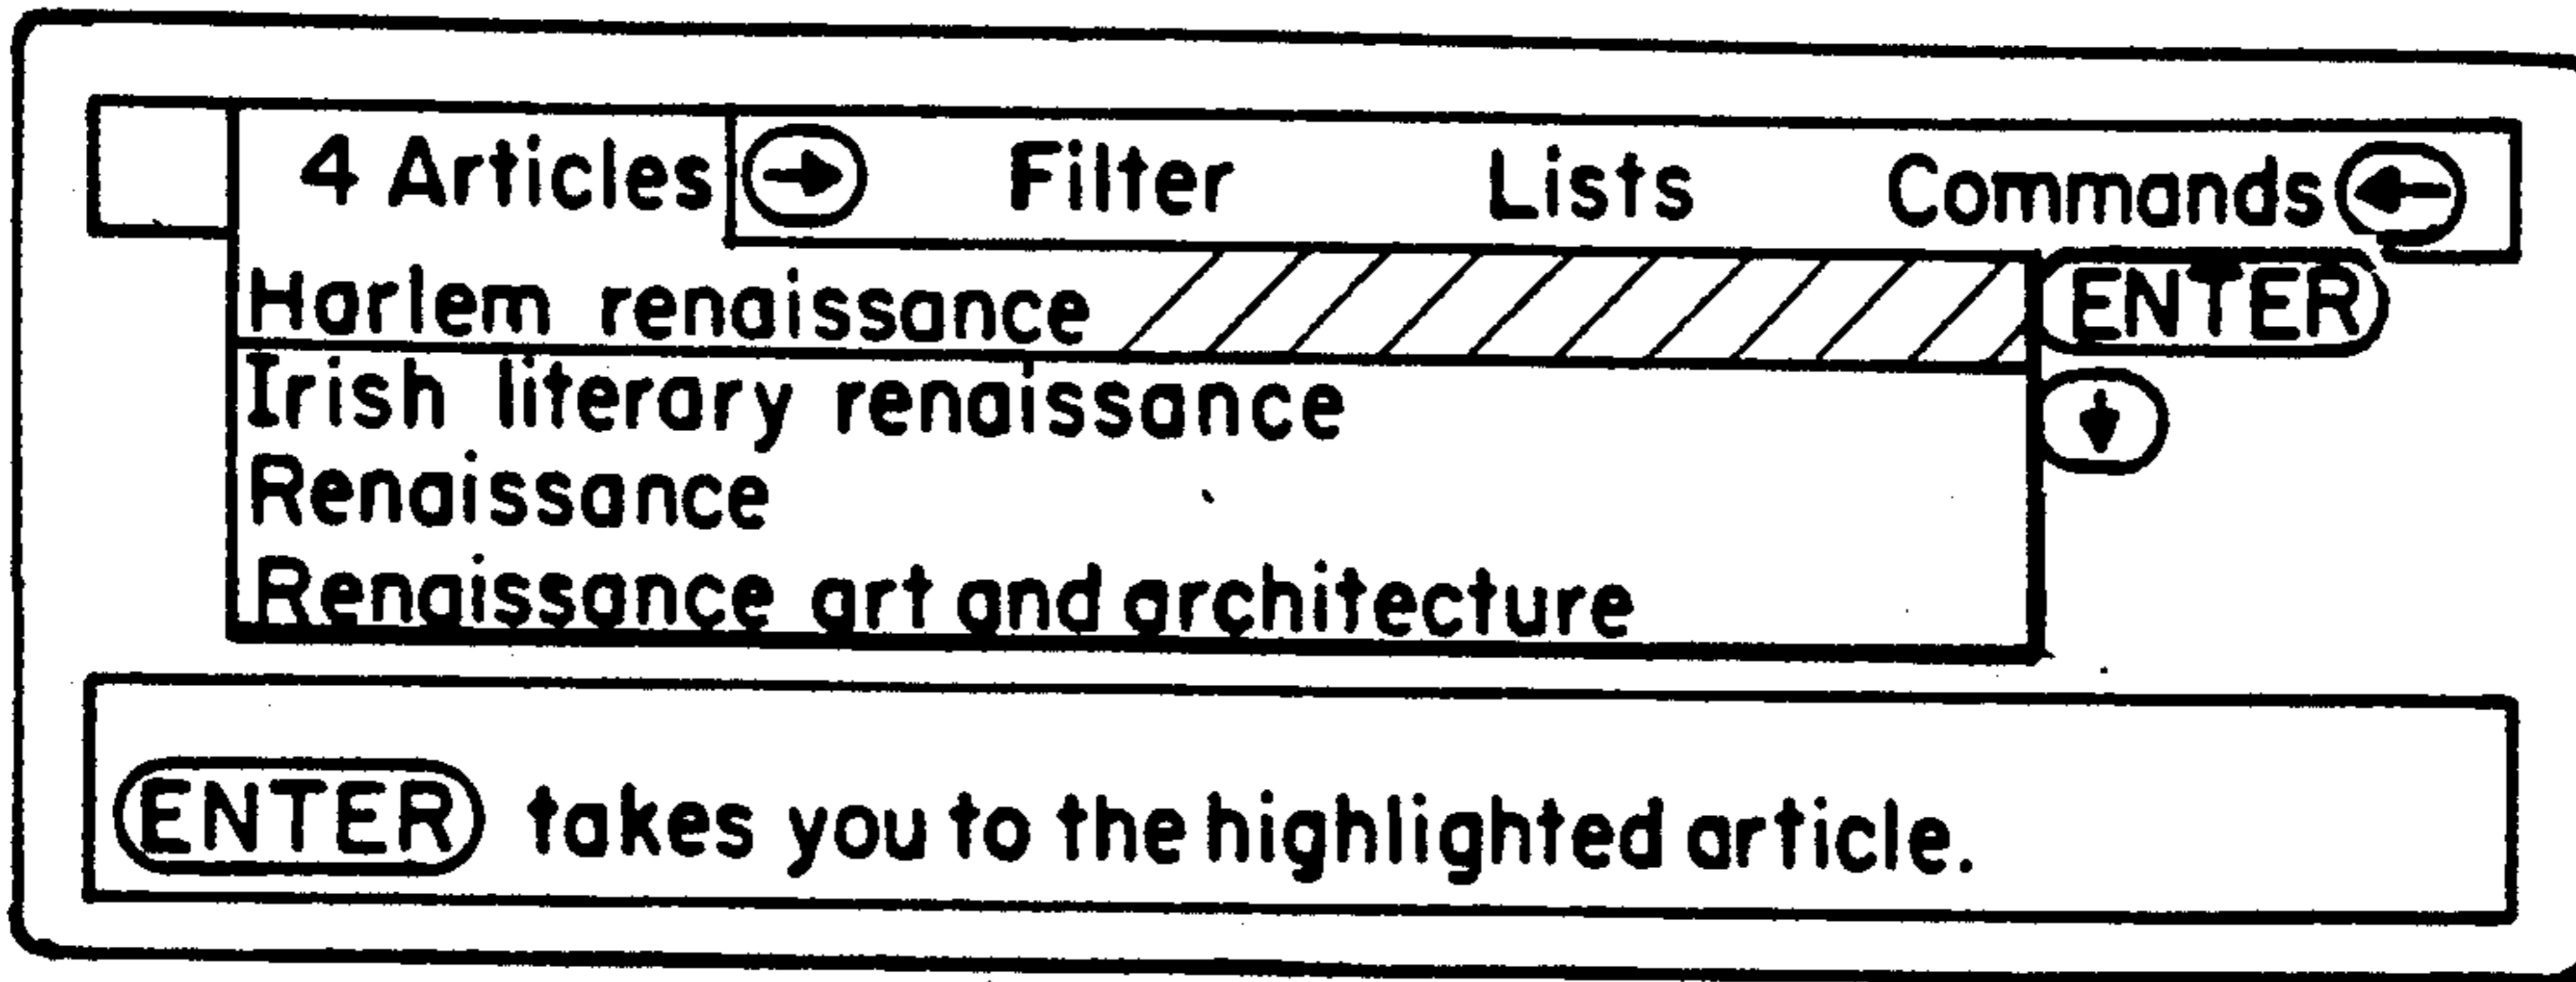 4 Articles → Filter Lists Commands ←
Harlem renaissance ENTER
Irish literary renaissance ↓
Renaissance
Renaissance art and architecture
ENTER takes you to the highlighted article.